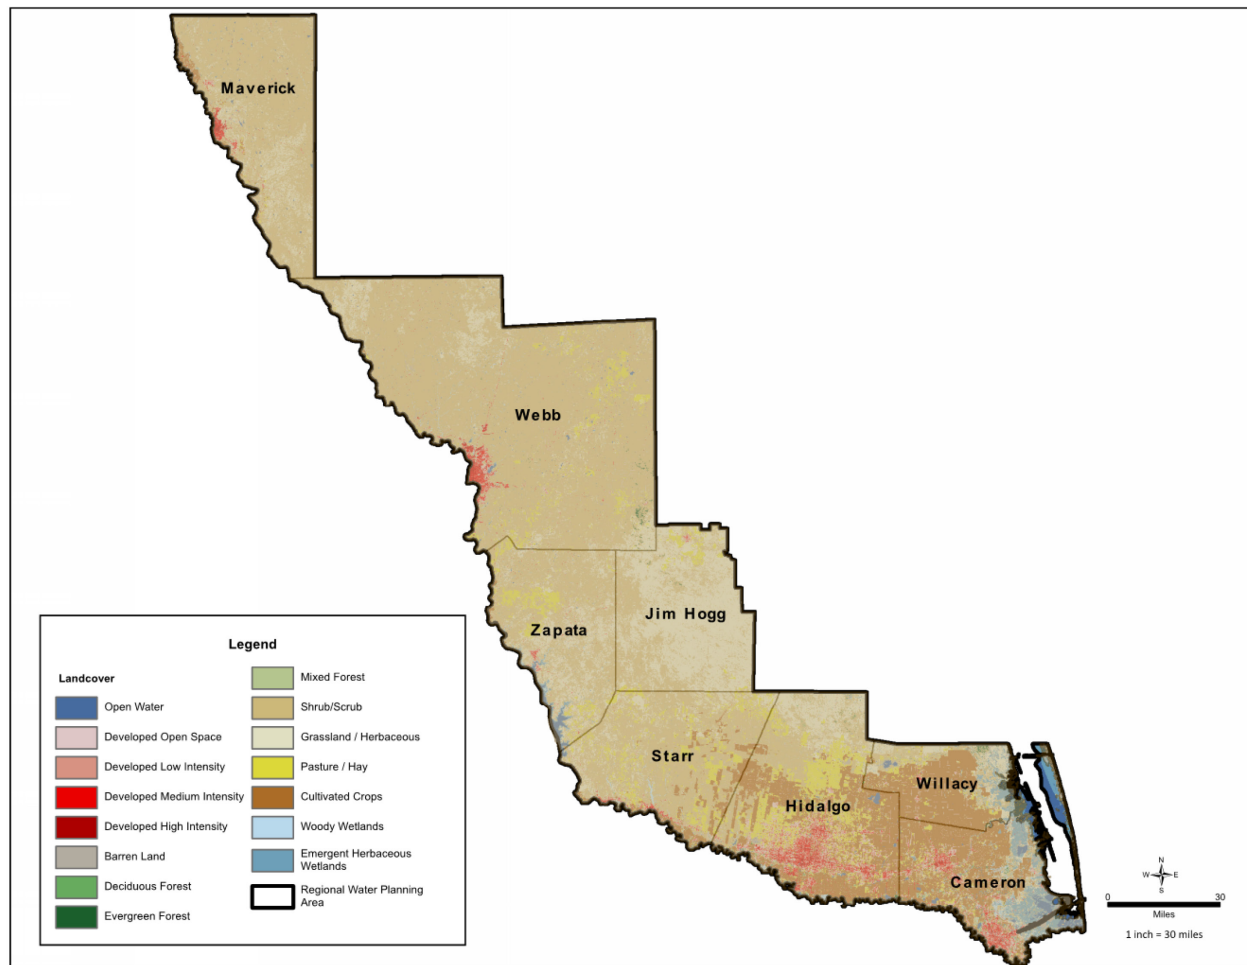 Maverick
Webb
Jim Hogg
Zapata
Starr
Hidalgo
Willacy
Cameron
Legend
Landcover
Open Water
Developed Open Space
Developed Low Intensity
Developed Medium Intensity
Developed High Intensity
Barren Land
Deciduous Forest
Evergreen Forest
Mixed Forest
Shrub/Scrub
Grassland / Herbaceous
Pasture / Hay
Cultivated Crops
Woody Wetlands
Emergent Herbaceous
Wetlands
Regional Water Planning
Area
N
W E
S
0 30
Miles
1 inch = 30 miles